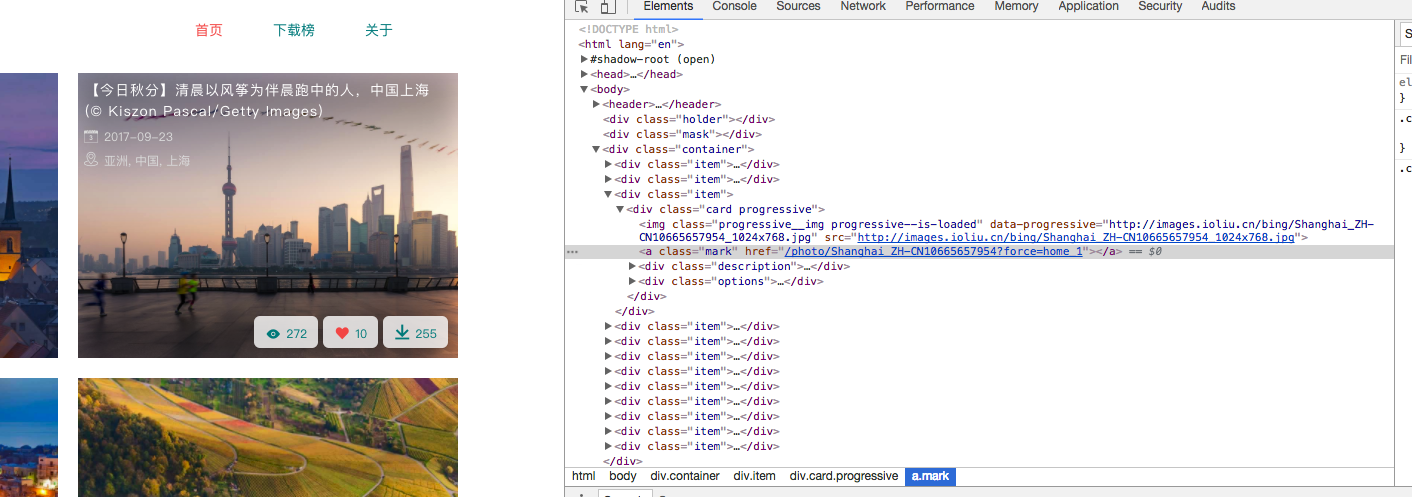 首页 下载榜 关于
【今日秋分】清晨以风筝为伴晨跑中的人，中国上海
(© Kiszon Pascal/Getty Images)
2017-09-23
亚洲, 中国, 上海
272 10 255
Elements Console Sources Network Performance Memory Application Security Audits
<!DOCTYPE html>
<html lang="en">
▶#shadow-root (open)
▶<head>…</head>
▼<body>
▶<header>…</header>
<div class="holder"></div>
<div class="mask"></div>
▼<div class="container">
▶<div class="item">…</div>
▶<div class="item">…</div>
▼<div class="item">
▼<div class="card progressive">
<img class="progressive__img progressive--is-loaded" data-progressive="http://images.ioliu.cn/bing/Shanghai_ZH-
CN10665657954_1024x768.jpg" src="http://images.ioliu.cn/bing/Shanghai_ZH-CN10665657954_1024x768.jpg">
… <a class="mark" href="/photo/Shanghai_ZH-CN10665657954?force=home_1"></a> == $0
▶<div class="description">…</div>
▶<div class="options">…</div>
</div>
</div>
▶<div class="item">…</div>
▶<div class="item">…</div>
▶<div class="item">…</div>
▶<div class="item">…</div>
▶<div class="item">…</div>
▶<div class="item">…</div>
▶<div class="item">…</div>
▶<div class="item">…</div>
▶<div class="item">…</div>
</div>
html body div.container div.item div.card.progressive a.mark
S
Fil
el
}
.c
}
.c